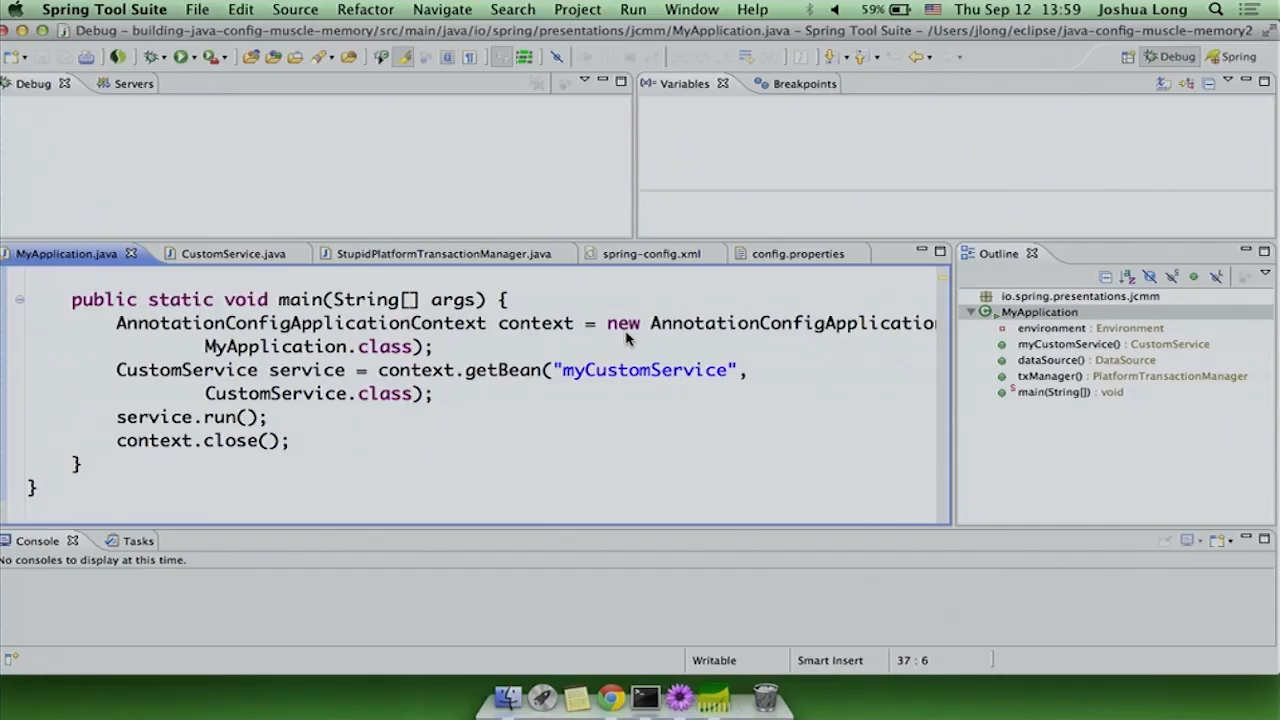 Spring Tool Suite File Edit Source Refactor Navigate Search Project Run Window Help 59% Thu Sep 12 13:59 Joshua Long
Debug - building-java-config-muscle-memory/src/main/java/io/spring/presentations/jcmm/MyApplication.java - Spring Tool Suite - /Users/jlong/eclipse/java-config-muscle-memory2
Debug Spring
Debug Servers
Variables Breakpoints
MyApplication.java CustomService.java StupidPlatformTransactionManager.java spring-config.xml config.properties
public static void main(String[] args) {
AnnotationConfigApplicationContext context = new AnnotationConfigApplication
MyApplication.class);
CustomService service = context.getBean("myCustomService",
CustomService.class);
service.run();
context.close();
}
}
Outline
io.spring.presentations.jcmm
MyApplication
environment : Environment
myCustomService() : CustomService
dataSource() : DataSource
txManager() : PlatformTransactionManager
main(String[]) : void
Console Tasks
No consoles to display at this time.
Writable Smart Insert 37 : 6